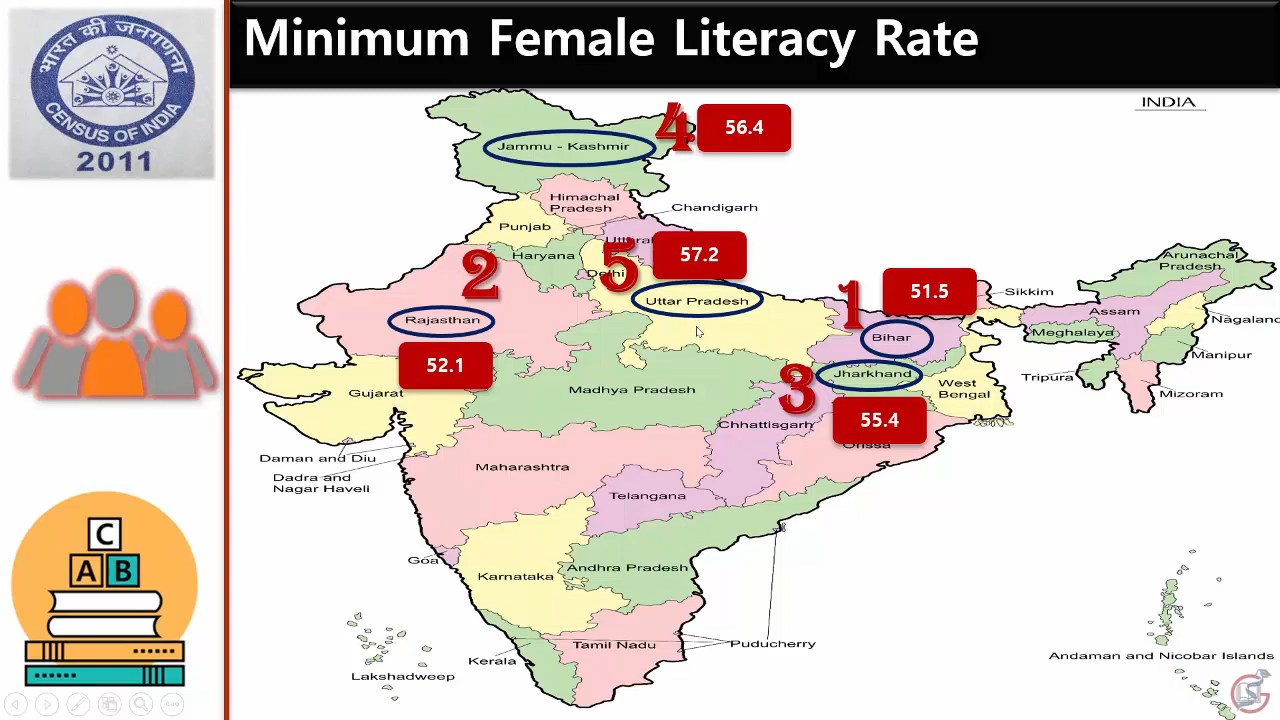 Minimum Female Literacy Rate
भारत की जनगणना
CENSUS OF INDIA
2011
INDIA
4
56.4
Jammu - Kashmir
Himachal
Pradesh
Chandigarh
Punjab
Haryana
Delhi
2
5
57.2
Uttar Pradesh
Rajasthan
52.1
1
51.5
Bihar
Sikkim
Arunachal
Pradesh
Assam
Nagaland
Meghalaya
Manipur
Tripura
Mizoram
Jharkhand
3
55.4
West
Bengal
Gujarat
Madhya Pradesh
Chhattisgarh
Orissa
Daman and Diu
Dadra and
Nagar Haveli
Maharashtra
Telangana
Goa
Karnataka
Andhra Pradesh
Tamil Nadu
Puducherry
Kerala
Lakshadweep
Andaman and Nicobar Islands
C
A B